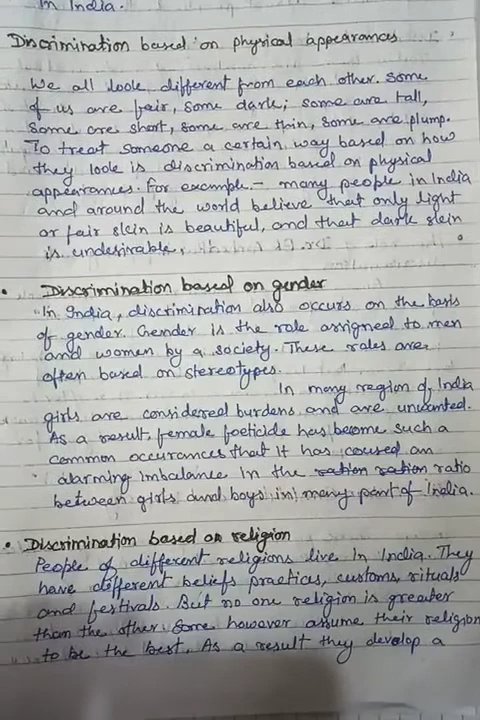 in India.
Discrimination based on physical appearances
We all look different from each other. Some
of us are fair, some dark; some are tall,
some are short, some are thin, some are plump.
To treat someone a certain way based on how
they look is discrimination based on physical
appearances. For example - many people in India
and around the world believe that only light
or fair skin is beautiful, and that dark skin
is undesirable.
• Discrimination based on gender
In India, discrimination also occurs on the basis
of gender. Gender is the role assigned to men
and women by a society. These roles are
often based on stereotypes.
In many region of India
girls are considered burdens and are unwanted.
As a result, female foeticide has become such a
common occurances that it has caused an
alarming imbalance in the ration ration ratio
between girls and boys in many part of India.
• Discrimination based on religion
People of different religions live in India. They
have different beliefs practices, customs, rituals
and festivals. But no one religion is greater
than the other. Some however assume their religion
to be the best. As a result they develop a